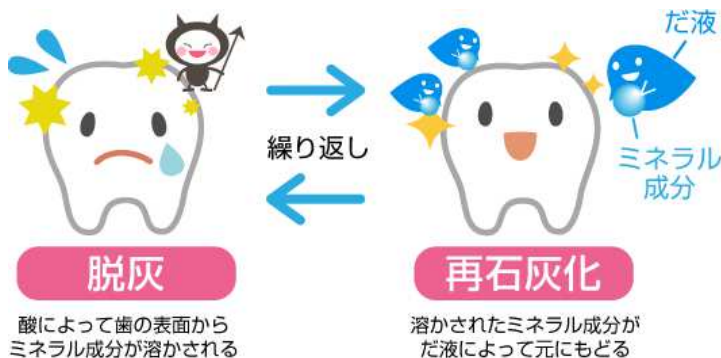 だ液
繰り返し
ミネラル
成分
脱灰
再石灰化
酸によって歯の表面から
ミネラル成分が溶かされる
溶かされたミネラル成分が
だ液によって元にもどる